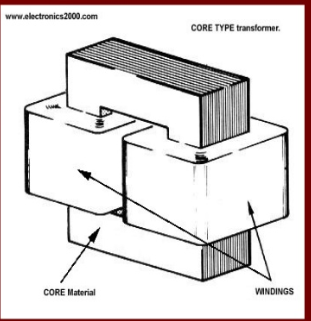 www.electronics2000.com
CORE TYPE transformer.
CORE Material
WINDINGS